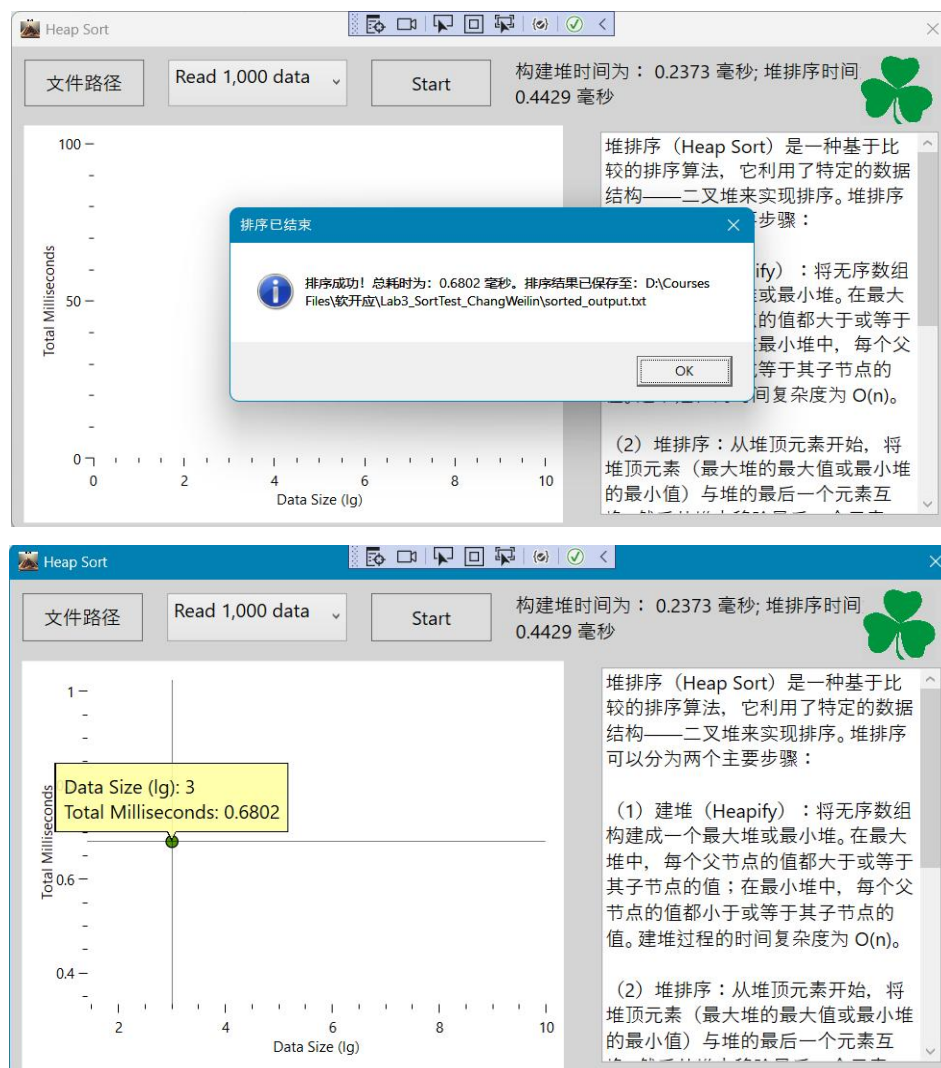 Heap Sort
文件路径
Read 1,000 data
Start
构建堆时间为： 0.2373 毫秒; 堆排序时间
0.4429 毫秒
100
50
0
Total Milliseconds
0 2 4 6 8 10
Data Size (lg)
堆排序（Heap Sort）是一种基于比
较的排序算法，它利用了特定的数据
结构——二叉堆来实现排序。堆排序
步骤：
ify）：将无序数组
或最小堆。在最大
的值都大于或等于
最小堆中，每个父
等于其子节点的
间复杂度为 O(n)。
（2）堆排序：从堆顶元素开始，将
堆顶元素（最大堆的最大值或最小堆
的最小值）与堆的最后一个元素互
排序已结束
排序成功！总耗时为：0.6802 毫秒。排序结果已保存至：D:\Courses
Files\软开应\Lab3_SortTest_ChangWeilin\sorted_output.txt
OK
Heap Sort
文件路径
Read 1,000 data
Start
构建堆时间为： 0.2373 毫秒; 堆排序时间
0.4429 毫秒
1
Data Size (lg): 3
Total Milliseconds: 0.6802
0.6
0.4
Total Milliseconds
2 4 6 8 10
Data Size (lg)
堆排序（Heap Sort）是一种基于比
较的排序算法，它利用了特定的数据
结构——二叉堆来实现排序。堆排序
可以分为两个主要步骤：
（1）建堆（Heapify）：将无序数组
构建成一个最大堆或最小堆。在最大
堆中，每个父节点的值都大于或等于
其子节点的值；在最小堆中，每个父
节点的值都小于或等于其子节点的
值。建堆过程的时间复杂度为 O(n)。
（2）堆排序：从堆顶元素开始，将
堆顶元素（最大堆的最大值或最小堆
的最小值）与堆的最后一个元素互